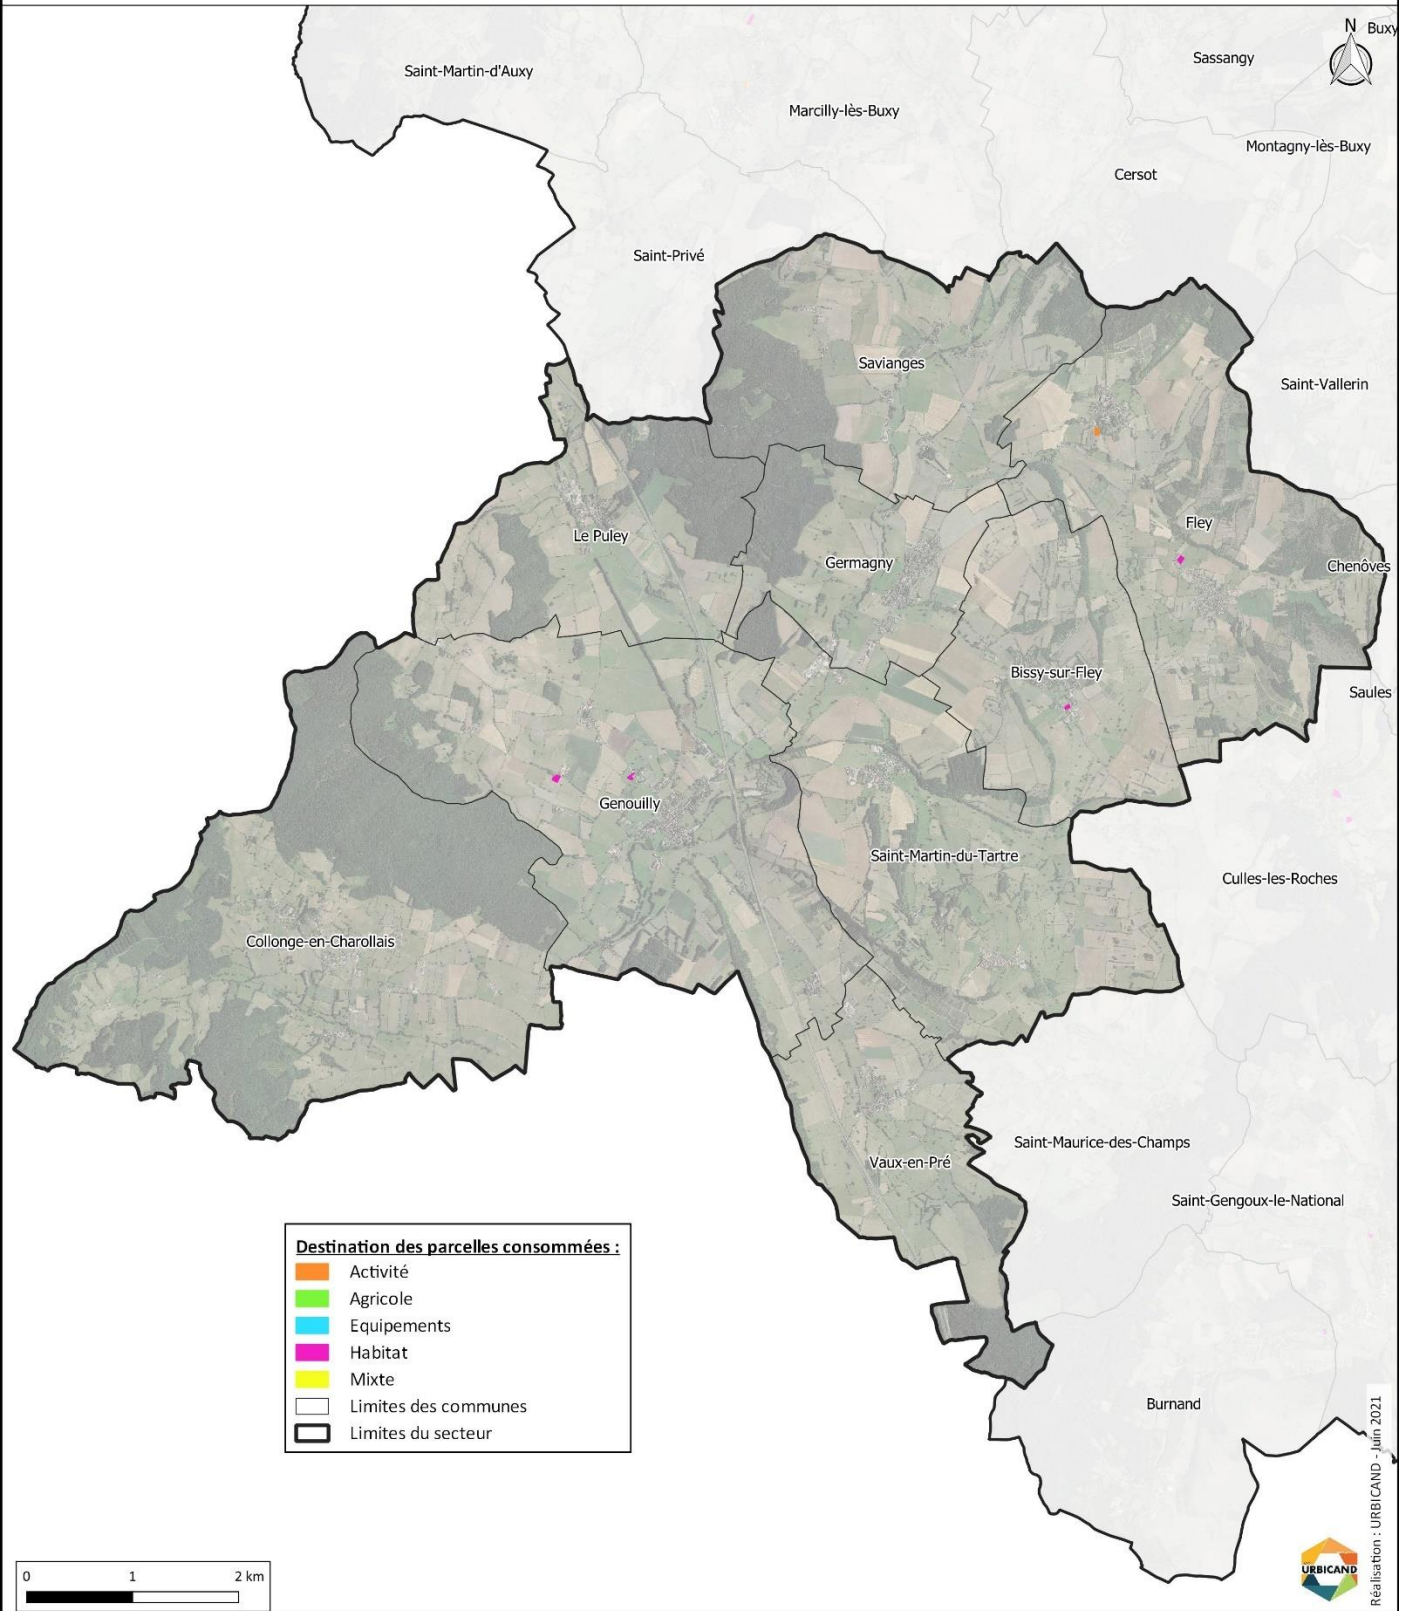 N
Buxy
Sassangy
Saint-Martin-d'Auxy
Marcilly-lès-Buxy
Montagny-lès-Buxy
Cersot
Saint-Privé
Savianges
Saint-Vallerin
Fley
Le Puley
Germagny
Chenôves
Bissy-sur-Fley
Saules
Genouilly
Saint-Martin-du-Tartre
Culles-les-Roches
Collonge-en-Charollais
Saint-Maurice-des-Champs
Vaux-en-Pré
Saint-Gengoux-le-National
Burnand
Destination des parcelles consommées :
Activité
Agricole
Equipements
Habitat
Mixte
Limites des communes
Limites du secteur
0 1 2 km
URBICAND
Réalisation : URBICAND - Juin 2021